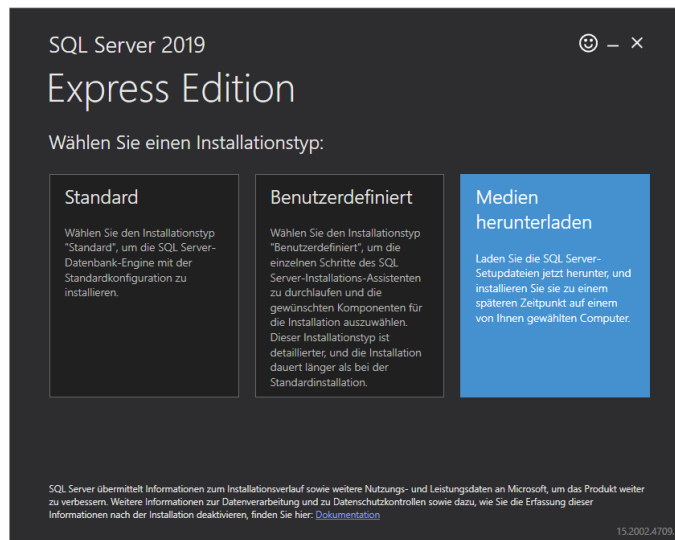 SQL Server 2019
Express Edition
Wählen Sie einen Installationstyp:
Standard
Wählen Sie den Installationstyp
"Standard", um die SQL Server-
Datenbank-Engine mit der
Standardkonfiguration zu
installieren.
Benutzerdefiniert
Wählen Sie den Installationstyp
"Benutzerdefiniert", um die
einzelnen Schritte des SQL
Server-Installations-Assistenten
zu durchlaufen und die
gewünschten Komponenten für
die Installation auszuwählen.
Dieser Installationstyp ist
detaillierter, und die Installation
dauert länger als bei der
Standardinstallation.
Medien
herunterladen
Laden Sie die SQL Server-
Setupdateien jetzt herunter, und
installieren Sie sie zu einem
späteren Zeitpunkt auf einem
von Ihnen gewählten Computer.
SQL Server übermittelt Informationen zum Installationsverlauf sowie weitere Nutzungs- und Leistungsdaten an Microsoft, um das Produkt weiter
zu verbessern. Weitere Informationen zur Datenverarbeitung und zu Datenschutzkontrollen sowie dazu, wie Sie die Erfassung dieser
Informationen nach der Installation deaktivieren, finden Sie hier: Dokumentation
15.2002.4709.